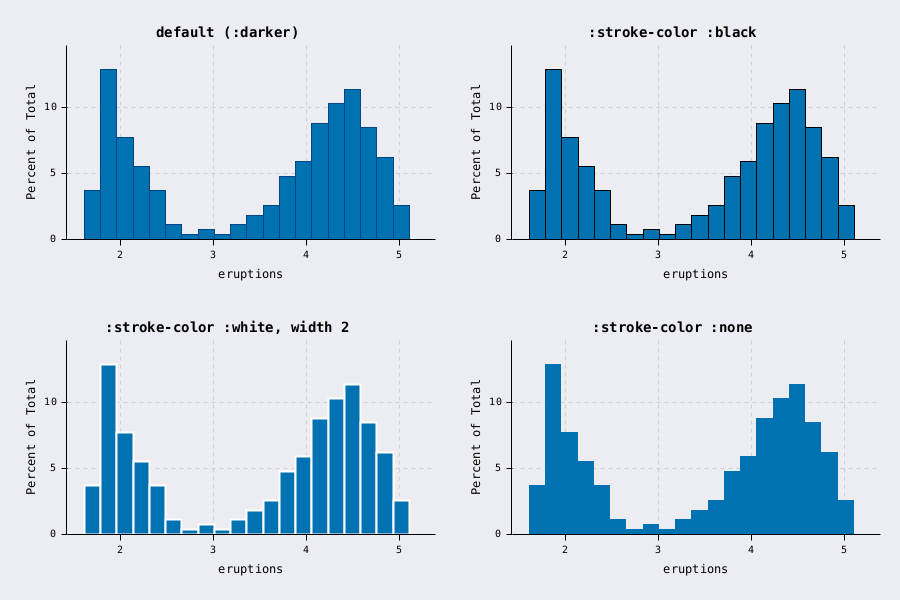 default (:darker)
Percent of Total
10
5
0
2 3 4 5
eruptions
:stroke-color :black
Percent of Total
10
5
0
2 3 4 5
eruptions
:stroke-color :white, width 2
Percent of Total
10
5
0
2 3 4 5
eruptions
:stroke-color :none
Percent of Total
10
5
0
2 3 4 5
eruptions